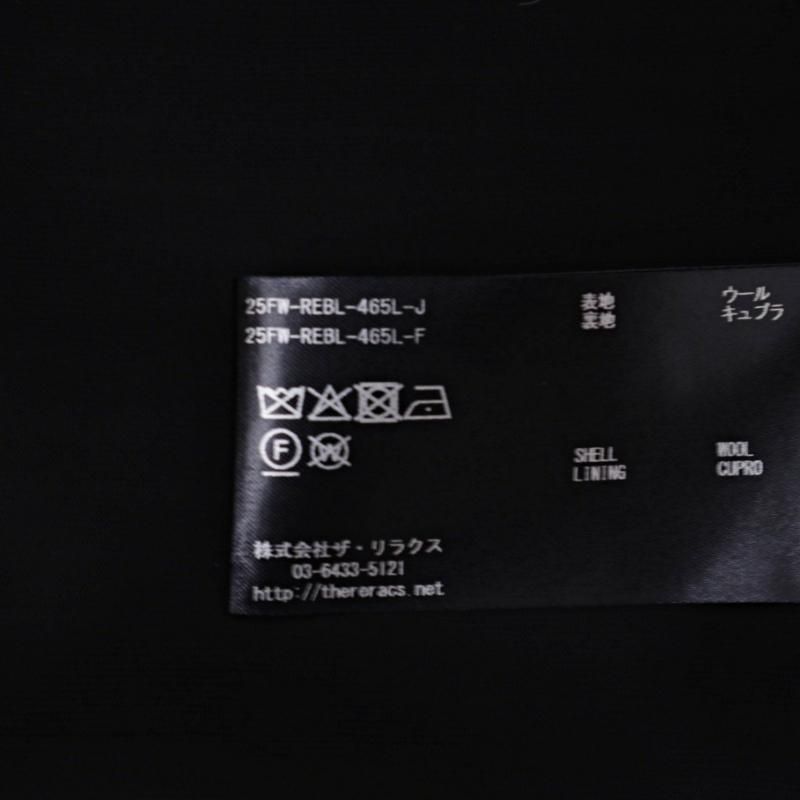 25FW-REBL-465L-J
25FW-REBL-465L-F
表地 ウール
裏地 キュプラ
F W
SHELL WOOL
LINING CUPRO
株式会社ザ・リラクス
03-6433-5121
http://thereracs.net